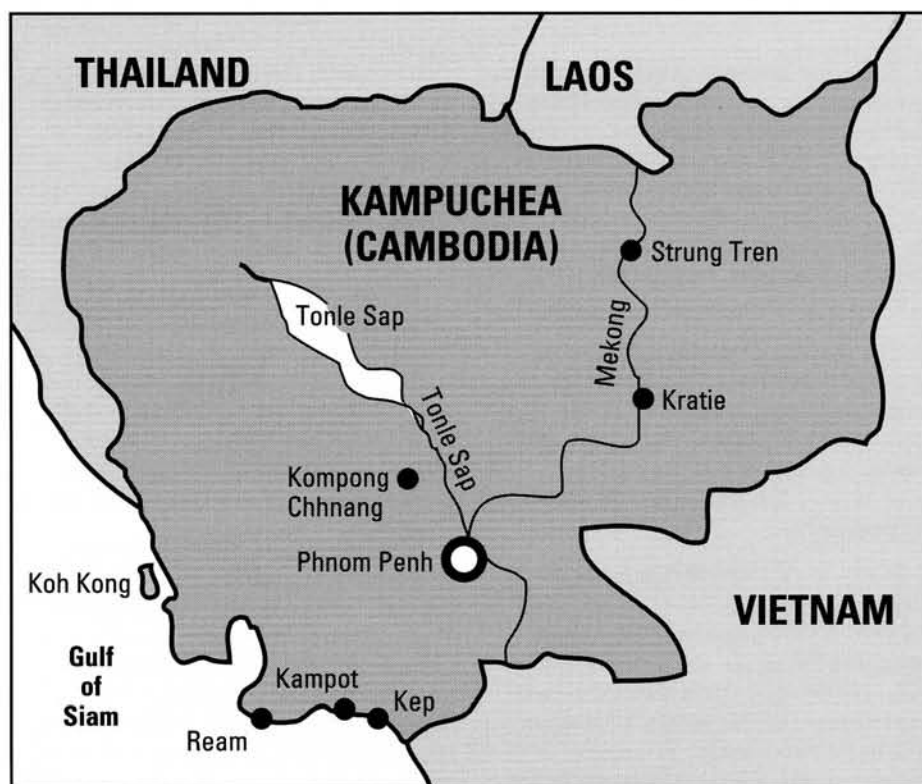 THAILAND
LAOS
KAMPUCHEA
(CAMBODIA)
Strung Tren
Tonle Sap
Mekong
Kratie
Tonle Sap
Kompong
Chhnang
Phnom Penh
Koh Kong
VIETNAM
Gulf
of
Siam
Kampot
Kep
Ream